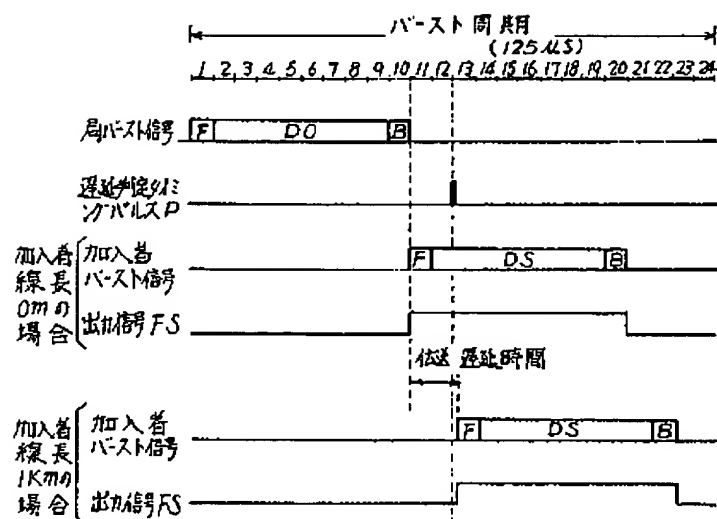 バースト周期
(125μS)
1 2 3 4 5 6 7 8 9 10 11 12 13 14 15 16 17 18 19 20 21 22 23 24
局バースト信号
F DO B
遅延判定タイミ
ングパルスP
加入者
線長
0mの
場合
加入者
バースト信号
F DS B
出力信号FS
伝送遅延時間
加入者
線長
1Kmの
場合
加入者
バースト信号
F DS B
出力信号FS